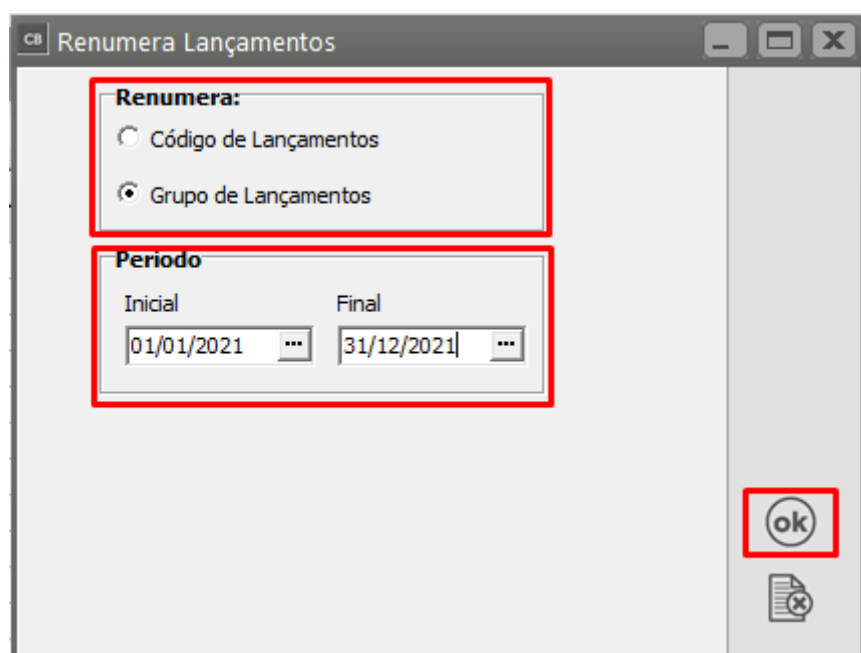 CB Renumera Lançamentos
Renumera:
Código de Lançamentos
Grupo de Lançamentos
Periodo
Inicial Final
01/01/2021 ... 31/12/2021 ...
ok